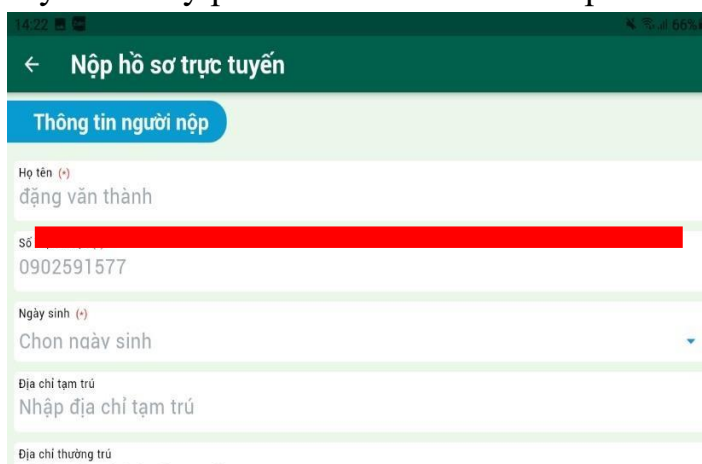 14:22 66%
Nộp hồ sơ trực tuyến
Thông tin người nộp
Họ tên (*)
đặng văn thành
Số
0902591577
Ngày sinh (*)
Chọn ngày sinh
Địa chỉ tạm trú
Nhập địa chỉ tạm trú
Địa chỉ thường trú